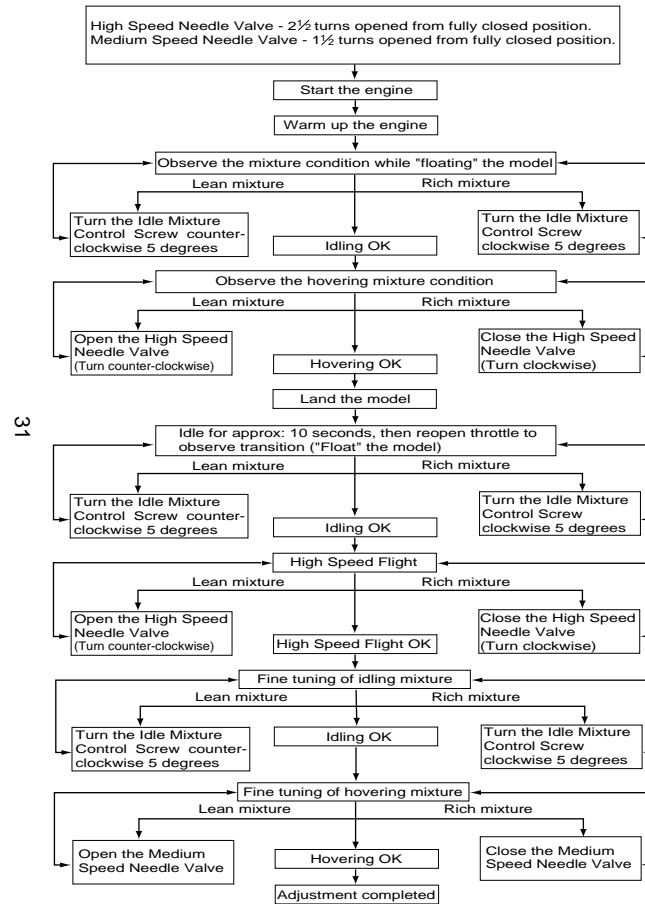 High Speed Needle Valve - 2½ turns opened from fully closed position.
Medium Speed Needle Valve - 1½ turns opened from fully closed position.
Start the engine
Warm up the engine
Observe the mixture condition while "floating" the model
Lean mixture
Rich mixture
Turn the Idle Mixture
Control Screw counter-
clockwise 5 degrees
Turn the Idle Mixture
Control Screw
clockwise 5 degrees
Idling OK
Observe the hovering mixture condition
Lean mixture
Rich mixture
Open the High Speed
Needle Valve
(Turn counter-clockwise)
Close the High Speed
Needle Valve
(Turn clockwise)
Hovering OK
Land the model
31
Idle for approx: 10 seconds, then reopen throttle to
observe transition ("Float" the model)
Lean mixture
Rich mixture
Turn the Idle Mixture
Control Screw counter-
clockwise 5 degrees
Turn the Idle Mixture
Control Screw
clockwise 5 degrees
Idling OK
High Speed Flight
Lean mixture
Rich mixture
Open the High Speed
Needle Valve
(Turn counter-clockwise)
Close the High Speed
Needle Valve
(Turn clockwise)
High Speed Flight OK
Fine tuning of idling mixture
Lean mixture
Rich mixture
Turn the Idle Mixture
Control Screw counter-
clockwise 5 degrees
Turn the Idle Mixture
Control Screw
clockwise 5 degrees
Idling OK
Fine tuning of hovering mixture
Lean mixture
Rich mixture
Open the Medium
Speed Needle Valve
Close the Medium
Speed Needle Valve
Hovering OK
Adjustment completed